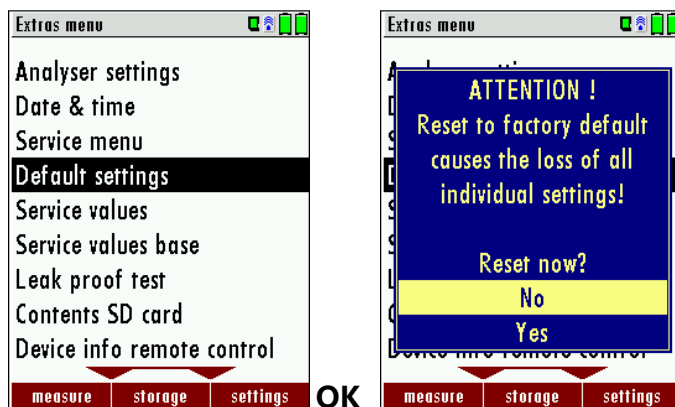 Extras menu
Analyser settings
Date & time
Service menu
Default settings
Service values
Service values base
Leak proof test
Contents SD card
Device info remote control
measure storage settings
OK
Extras menu
ATTENTION !
Reset to factory default
causes the loss of all
individual settings!
Reset now?
No
Yes
measure storage settings